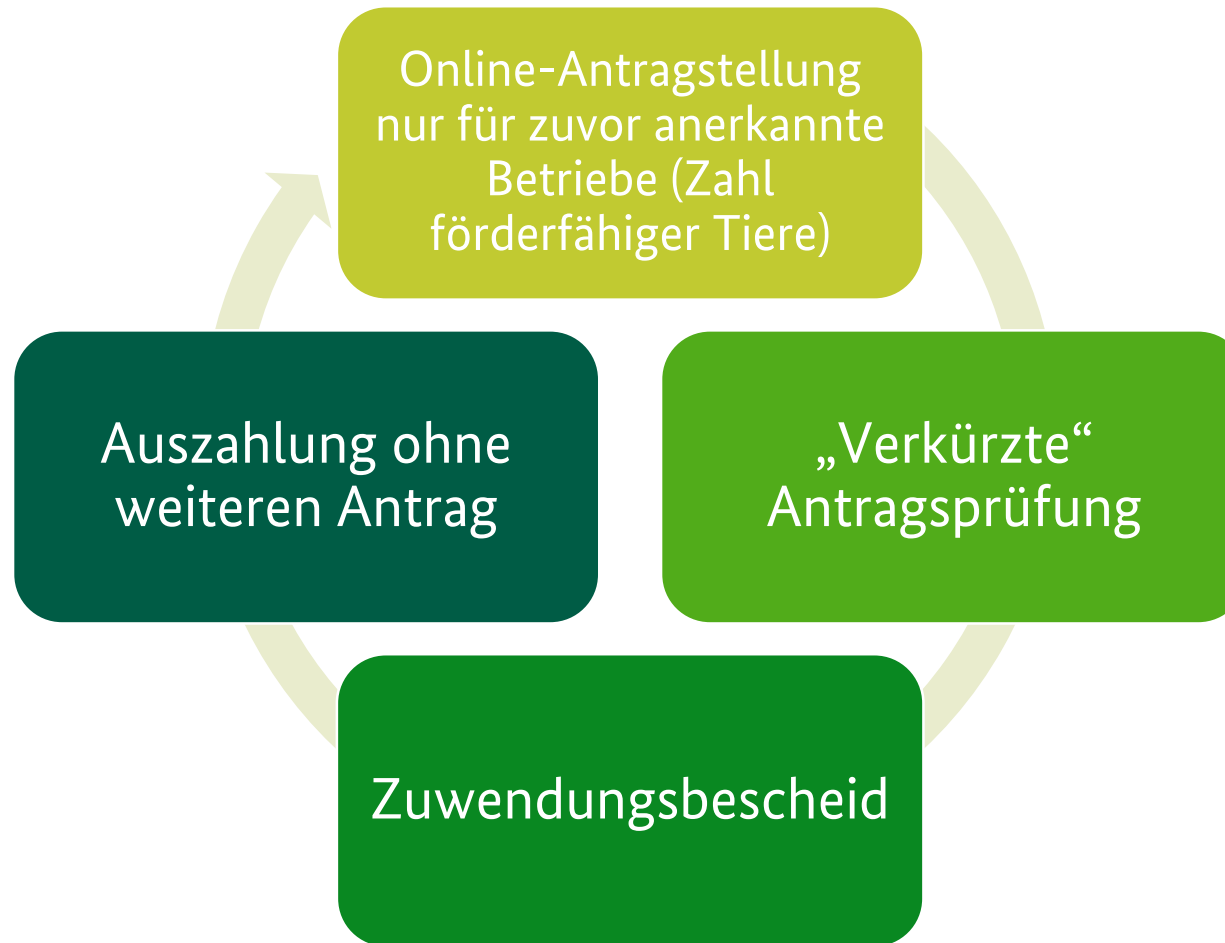 Online-Antragstellung
nur für zuvor anerkannte
Betriebe (Zahl
förderfähiger Tiere)
„Verkürzte“
Antragsprüfung
Zuwendungsbescheid
Auszahlung ohne
weiteren Antrag